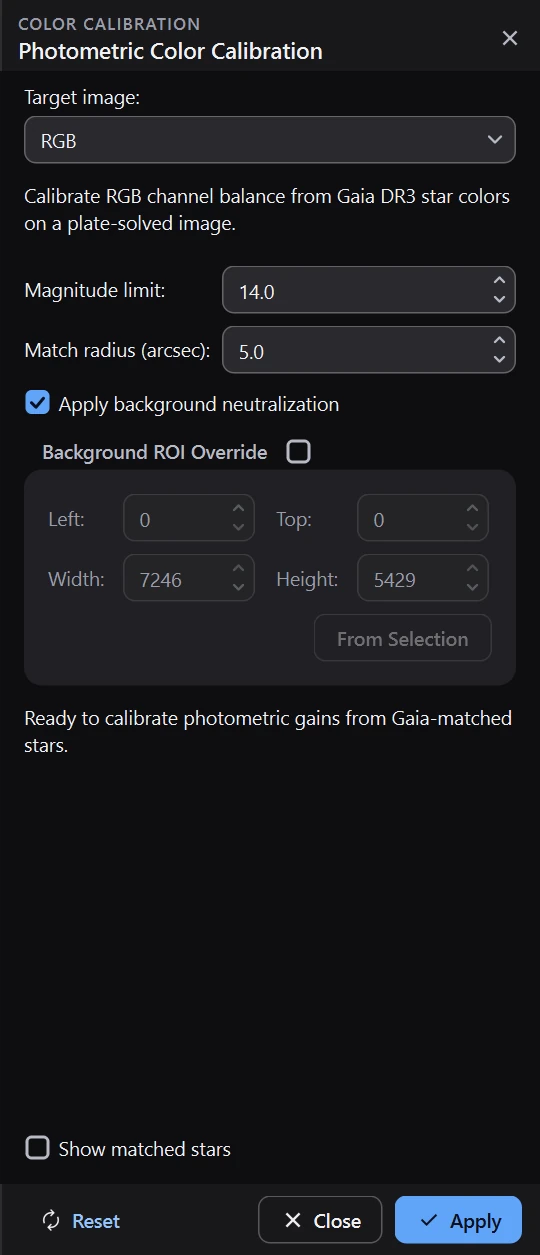 COLOR CALIBRATION
Photometric Color Calibration
Target image:
RGB
Calibrate RGB channel balance from Gaia DR3 star colors
on a plate-solved image.
Magnitude limit: 14.0
Match radius (arcsec): 5.0
Apply background neutralization
Background ROI Override
Left: 0 Top: 0
Width: 7246 Height: 5429
From Selection
Ready to calibrate photometric gains from Gaia-matched
stars.
Show matched stars
Reset Close Apply